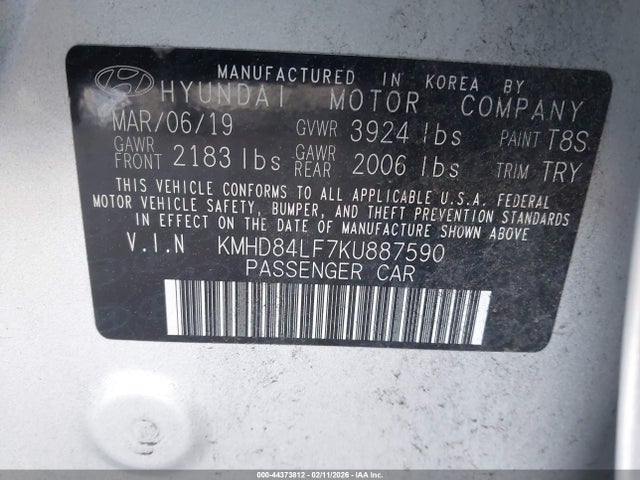 MANUFACTURED IN KOREA BY
HYUNDAI MOTOR COMPANY
MAR/06/19 GVWR 3924 lbs PAINT T8S
GAWR FRONT 2183 lbs GAWR REAR 2006 lbs TRIM TRY
THIS VEHICLE CONFORMS TO ALL APPLICABLE U.S.A. FEDERAL
MOTOR VEHICLE SAFETY, BUMPER, AND THEFT PREVENTION STANDARDS
IN EFFECT ON THE DATE OF MANUFACTURE SHOWN ABOVE
V.I.N KMHD84LF7KU887590
PASSENGER CAR
000-44373812 - 02/11/2026 - COPART, IAA